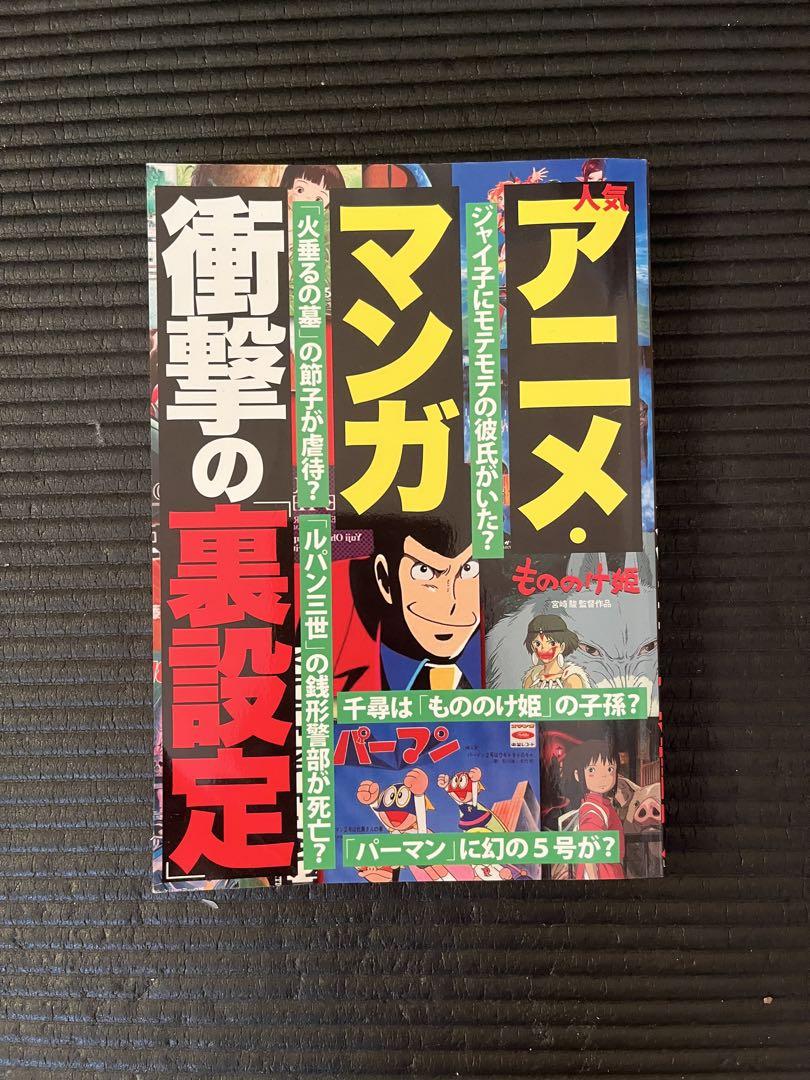 人気
アニメ・
マンガ
衝撃の
「裏設定」
ジャイ子にモテモテの彼氏がいた?
「火垂るの墓」の節子が虐待?
「ルパン三世」の銭形警部が死亡?
もののけ姫
宮崎駿監督作品
千尋は「もののけ姫」の子孫?
パーマン
「パーマン」に幻の5号が?